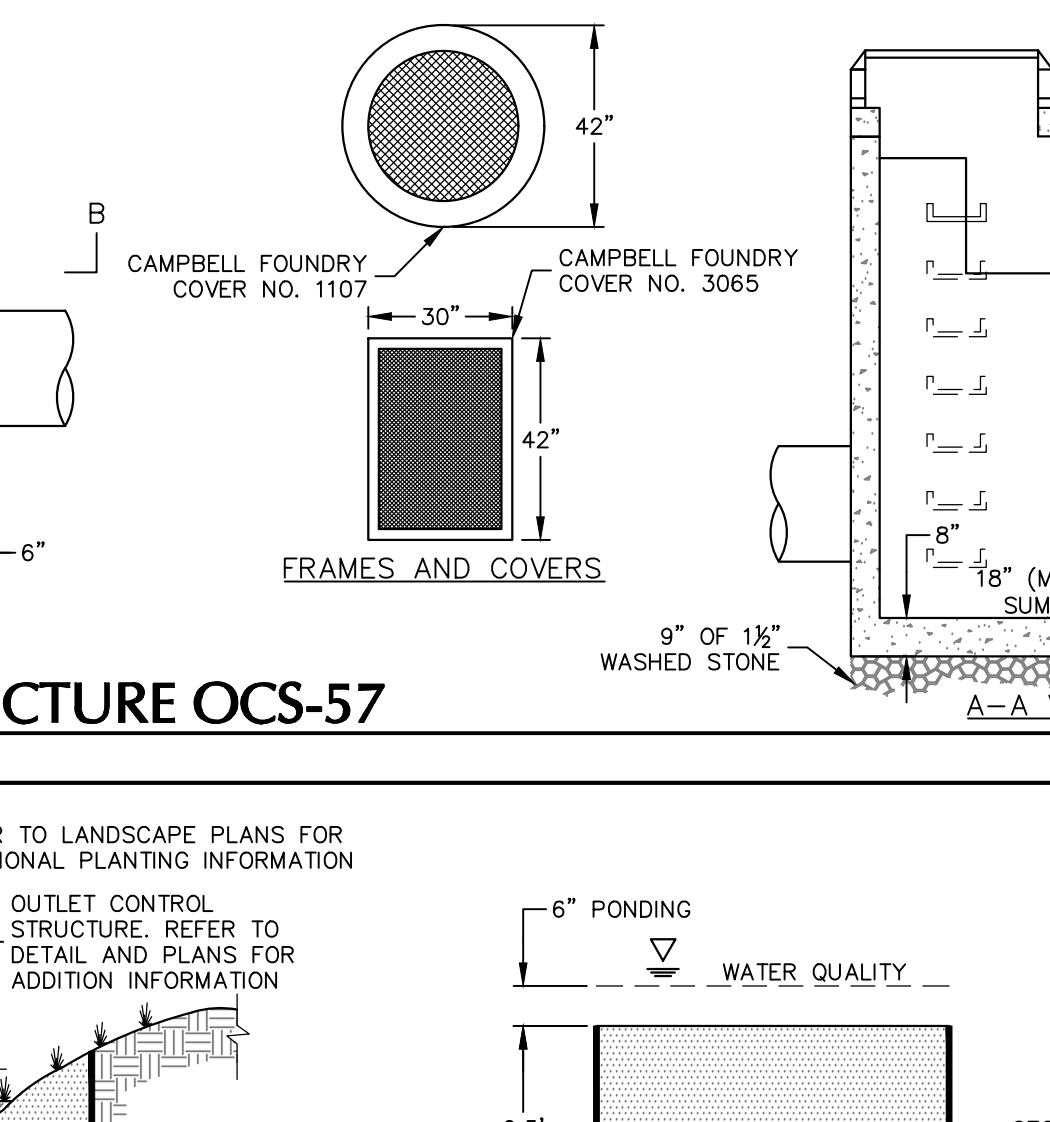 42”
B
CAMPBELL FOUNDRY
COVER NO. 1107
CAMPBELL FOUNDRY
COVER NO. 3065
30”
42”
FRAMES AND COVERS
6”
8”
18”
9” OF 1½”
WASHED STONE
A-A
OCS-57
TO LANDSCAPE PLANS FOR
PLANTING INFORMATION
OUTLET CONTROL
STRUCTURE. REFER TO
DETAIL AND PLANS FOR
ADDITION INFORMATION
6” PONDING
WATER QUALITY